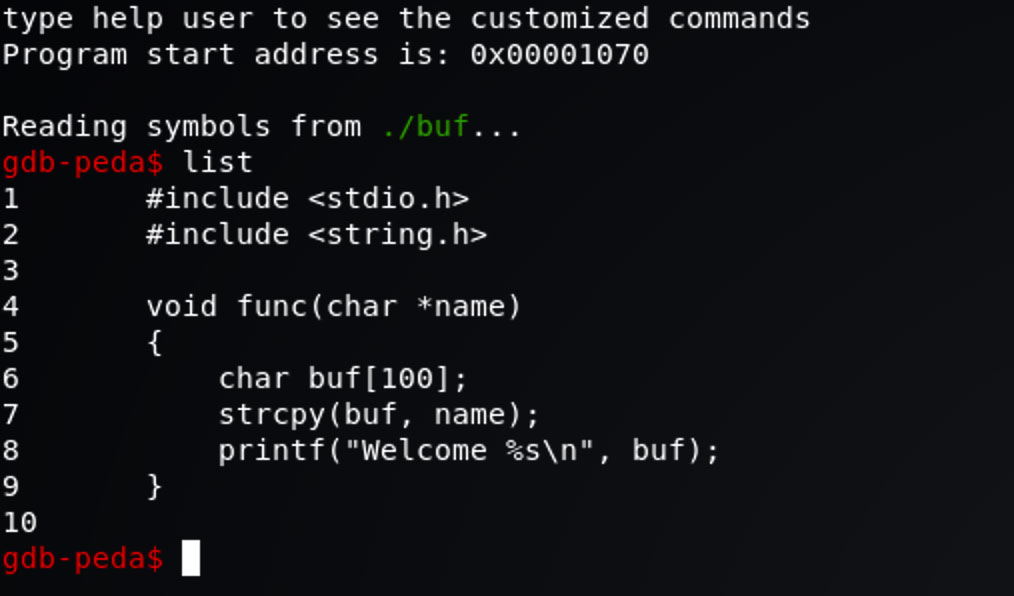 type help user to see the customized commands
Program start address is: 0x00001070
Reading symbols from ./buf...
gdb-peda$ list
1       #include <stdio.h>
2       #include <string.h>
3
4       void func(char *name)
5       {
6           char buf[100];
7           strcpy(buf, name);
8           printf("Welcome %s\n", buf);
9       }
10
gdb-peda$